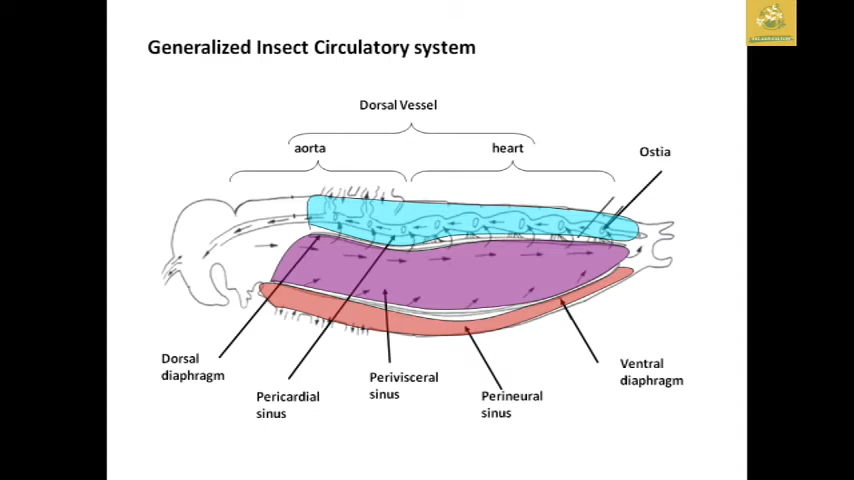 Generalized Insect Circulatory system
Dorsal Vessel
aorta
heart
Ostia
Dorsal
diaphragm
Pericardial
sinus
Perivisceral
sinus
Perineural
sinus
Ventral
diaphragm